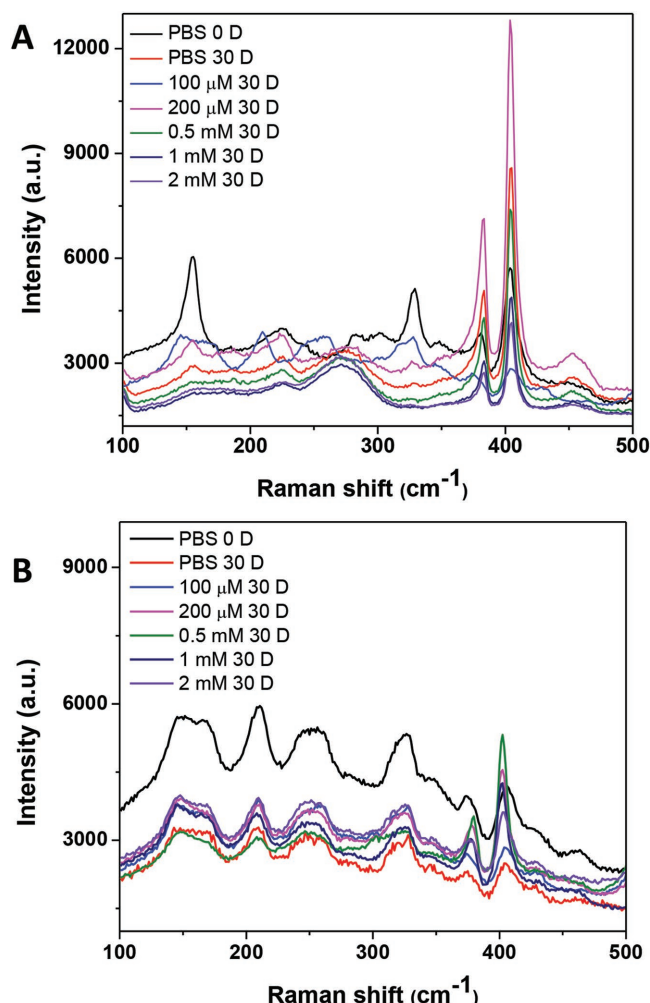 A
PBS 0 D
PBS 30 D
100 μM 30 D
200 μM 30 D
0.5 mM 30 D
1 mM 30 D
2 mM 30 D
12000
9000
6000
3000
Intensity (a.u.)
100 200 300 400 500
Raman shift (cm⁻¹)
B
PBS 0 D
PBS 30 D
100 μM 30 D
200 μM 30 D
0.5 mM 30 D
1 mM 30 D
2 mM 30 D
9000
6000
3000
Intensity (a.u.)
100 200 300 400 500
Raman shift (cm⁻¹)